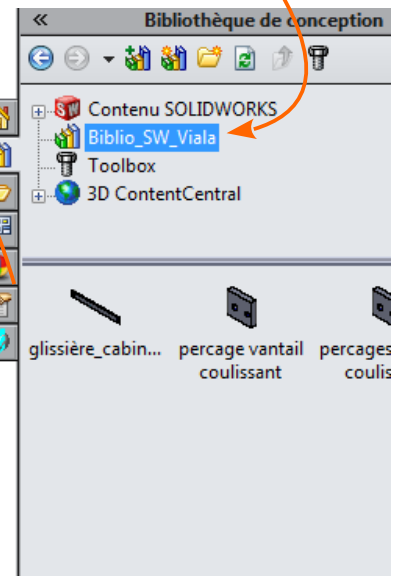 « Bibliothèque de conception
Contenu SOLIDWORKS
Biblio_SW_Viala
Toolbox
3D ContentCentral
glissière_cabin... percage vantail percages
coulissant coulis